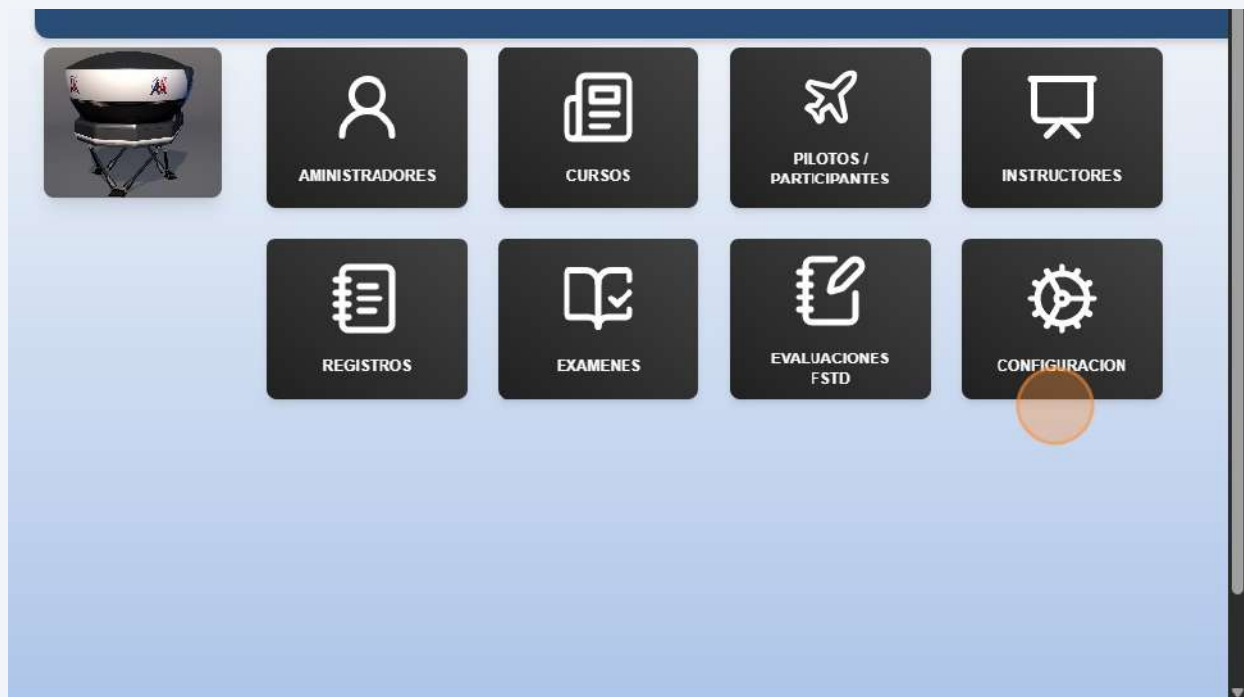 AMINISTRADORES
CURSOS
PILOTOS /
PARTICIPANTES
INSTRUCTORES
REGISTROS
EXAMENES
EVALUACIONES
FSTD
CONFIGURACION